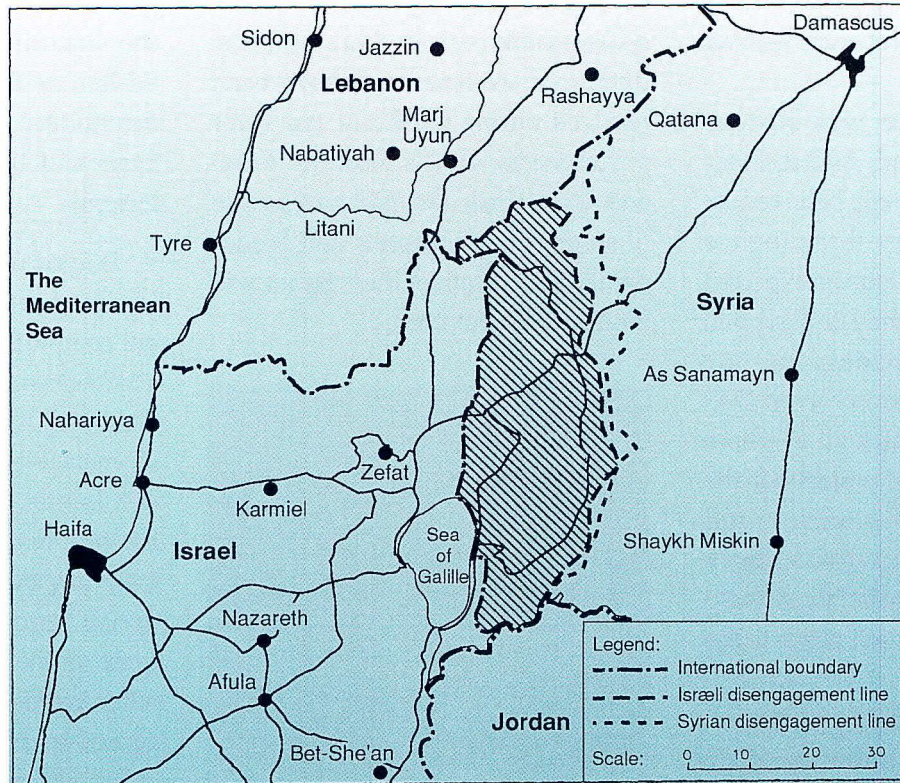 Damascus
Sidon
Jazzin
Lebanon
Rashayya
Marj
Uyun
Qatana
Nabatiyah
Litani
Tyre
The
Mediterranean
Sea
Syria
As Sanamayn
Nahariyya
Zefat
Acre
Karmiel
Haifa
Israel
Sea
of
Galille
Shaykh Miskin
Nazareth
Afula
Jordan
Bet-She'an
Legend:
International boundary
Isræli disengagement line
Syrian disengagement line
Scale:
0 10 20 30